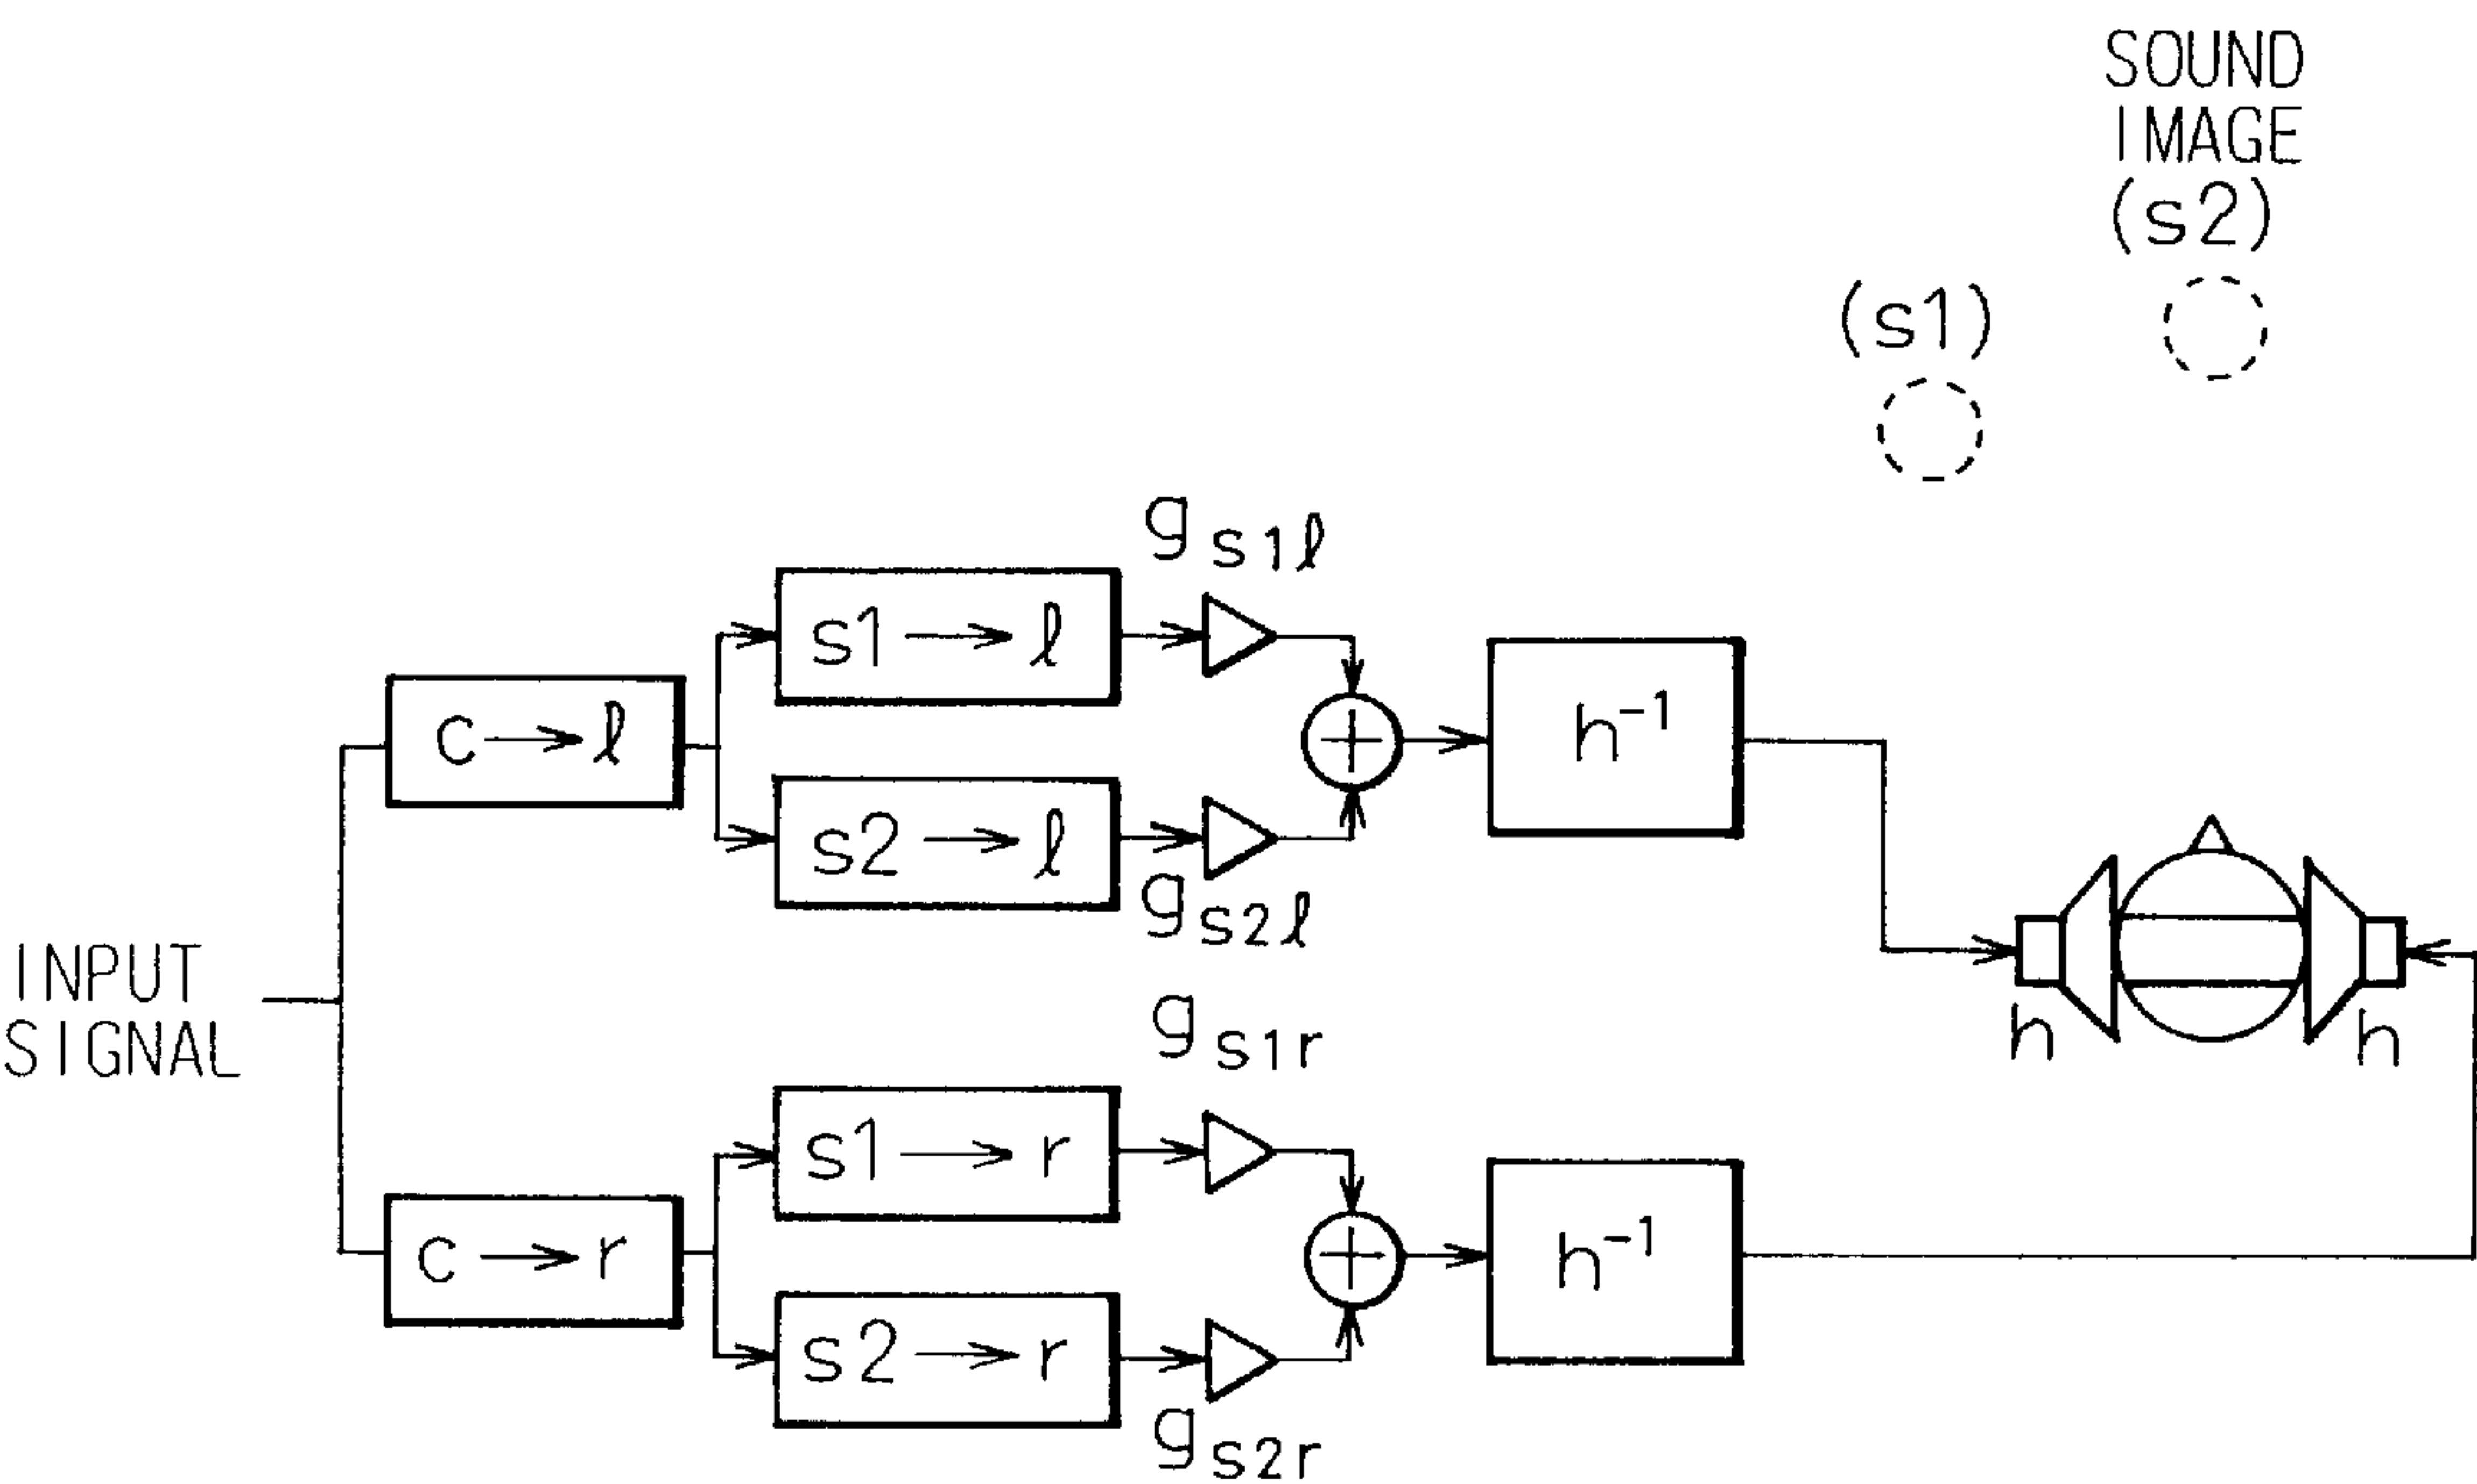 SOUND
IMAGE
(s2)
(s1)
g s1ℓ
s1 → ℓ
c → ℓ
h⁻¹
s2 → ℓ
g s2ℓ
INPUT
SIGNAL
g s1r
h h
s1 → r
c → r
h⁻¹
s2 → r
g s2r